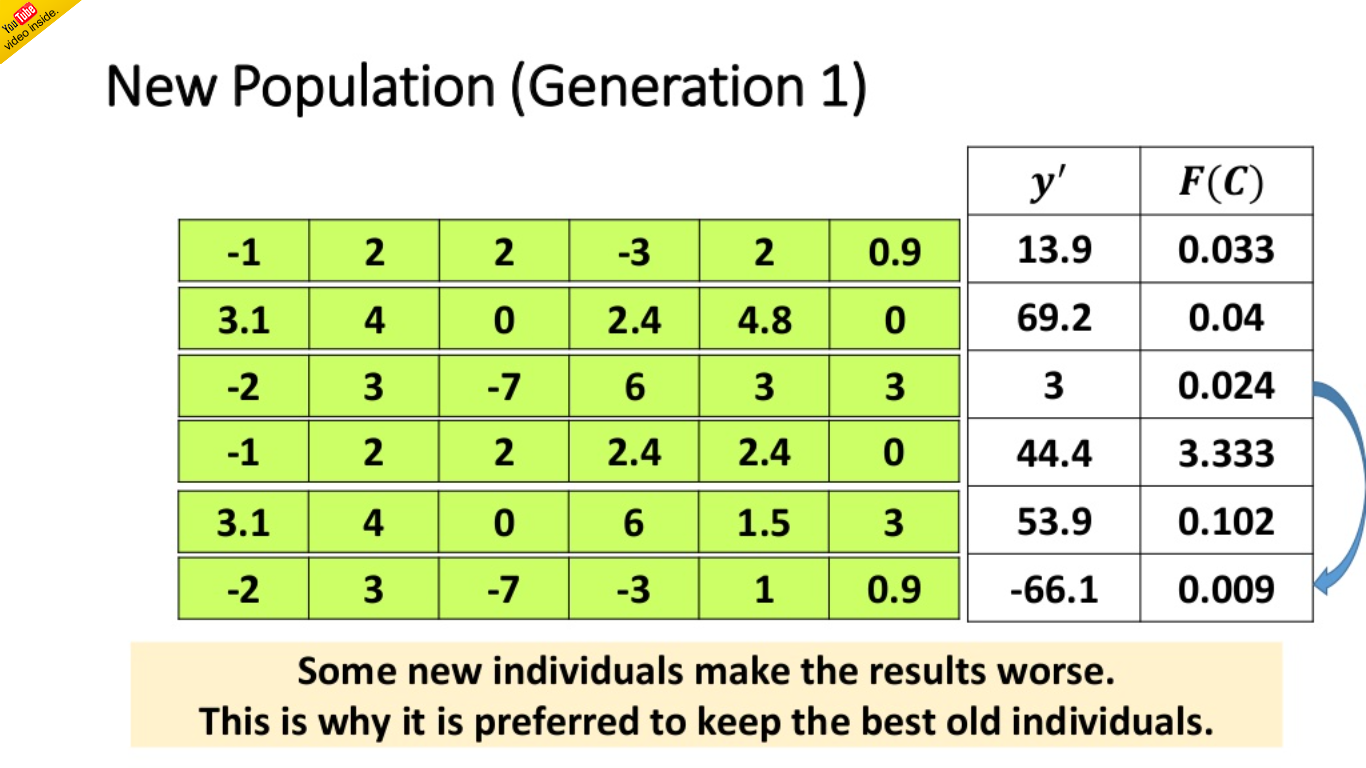 YouTube
video inside.
New Population (Generation 1)
y′ F(C)
-1 2 2 -3 2 0.9 13.9 0.033
3.1 4 0 2.4 4.8 0 69.2 0.04
-2 3 -7 6 3 3 3 0.024
-1 2 2 2.4 2.4 0 44.4 3.333
3.1 4 0 6 1.5 3 53.9 0.102
-2 3 -7 -3 1 0.9 -66.1 0.009
Some new individuals make the results worse.
This is why it is preferred to keep the best old individuals.